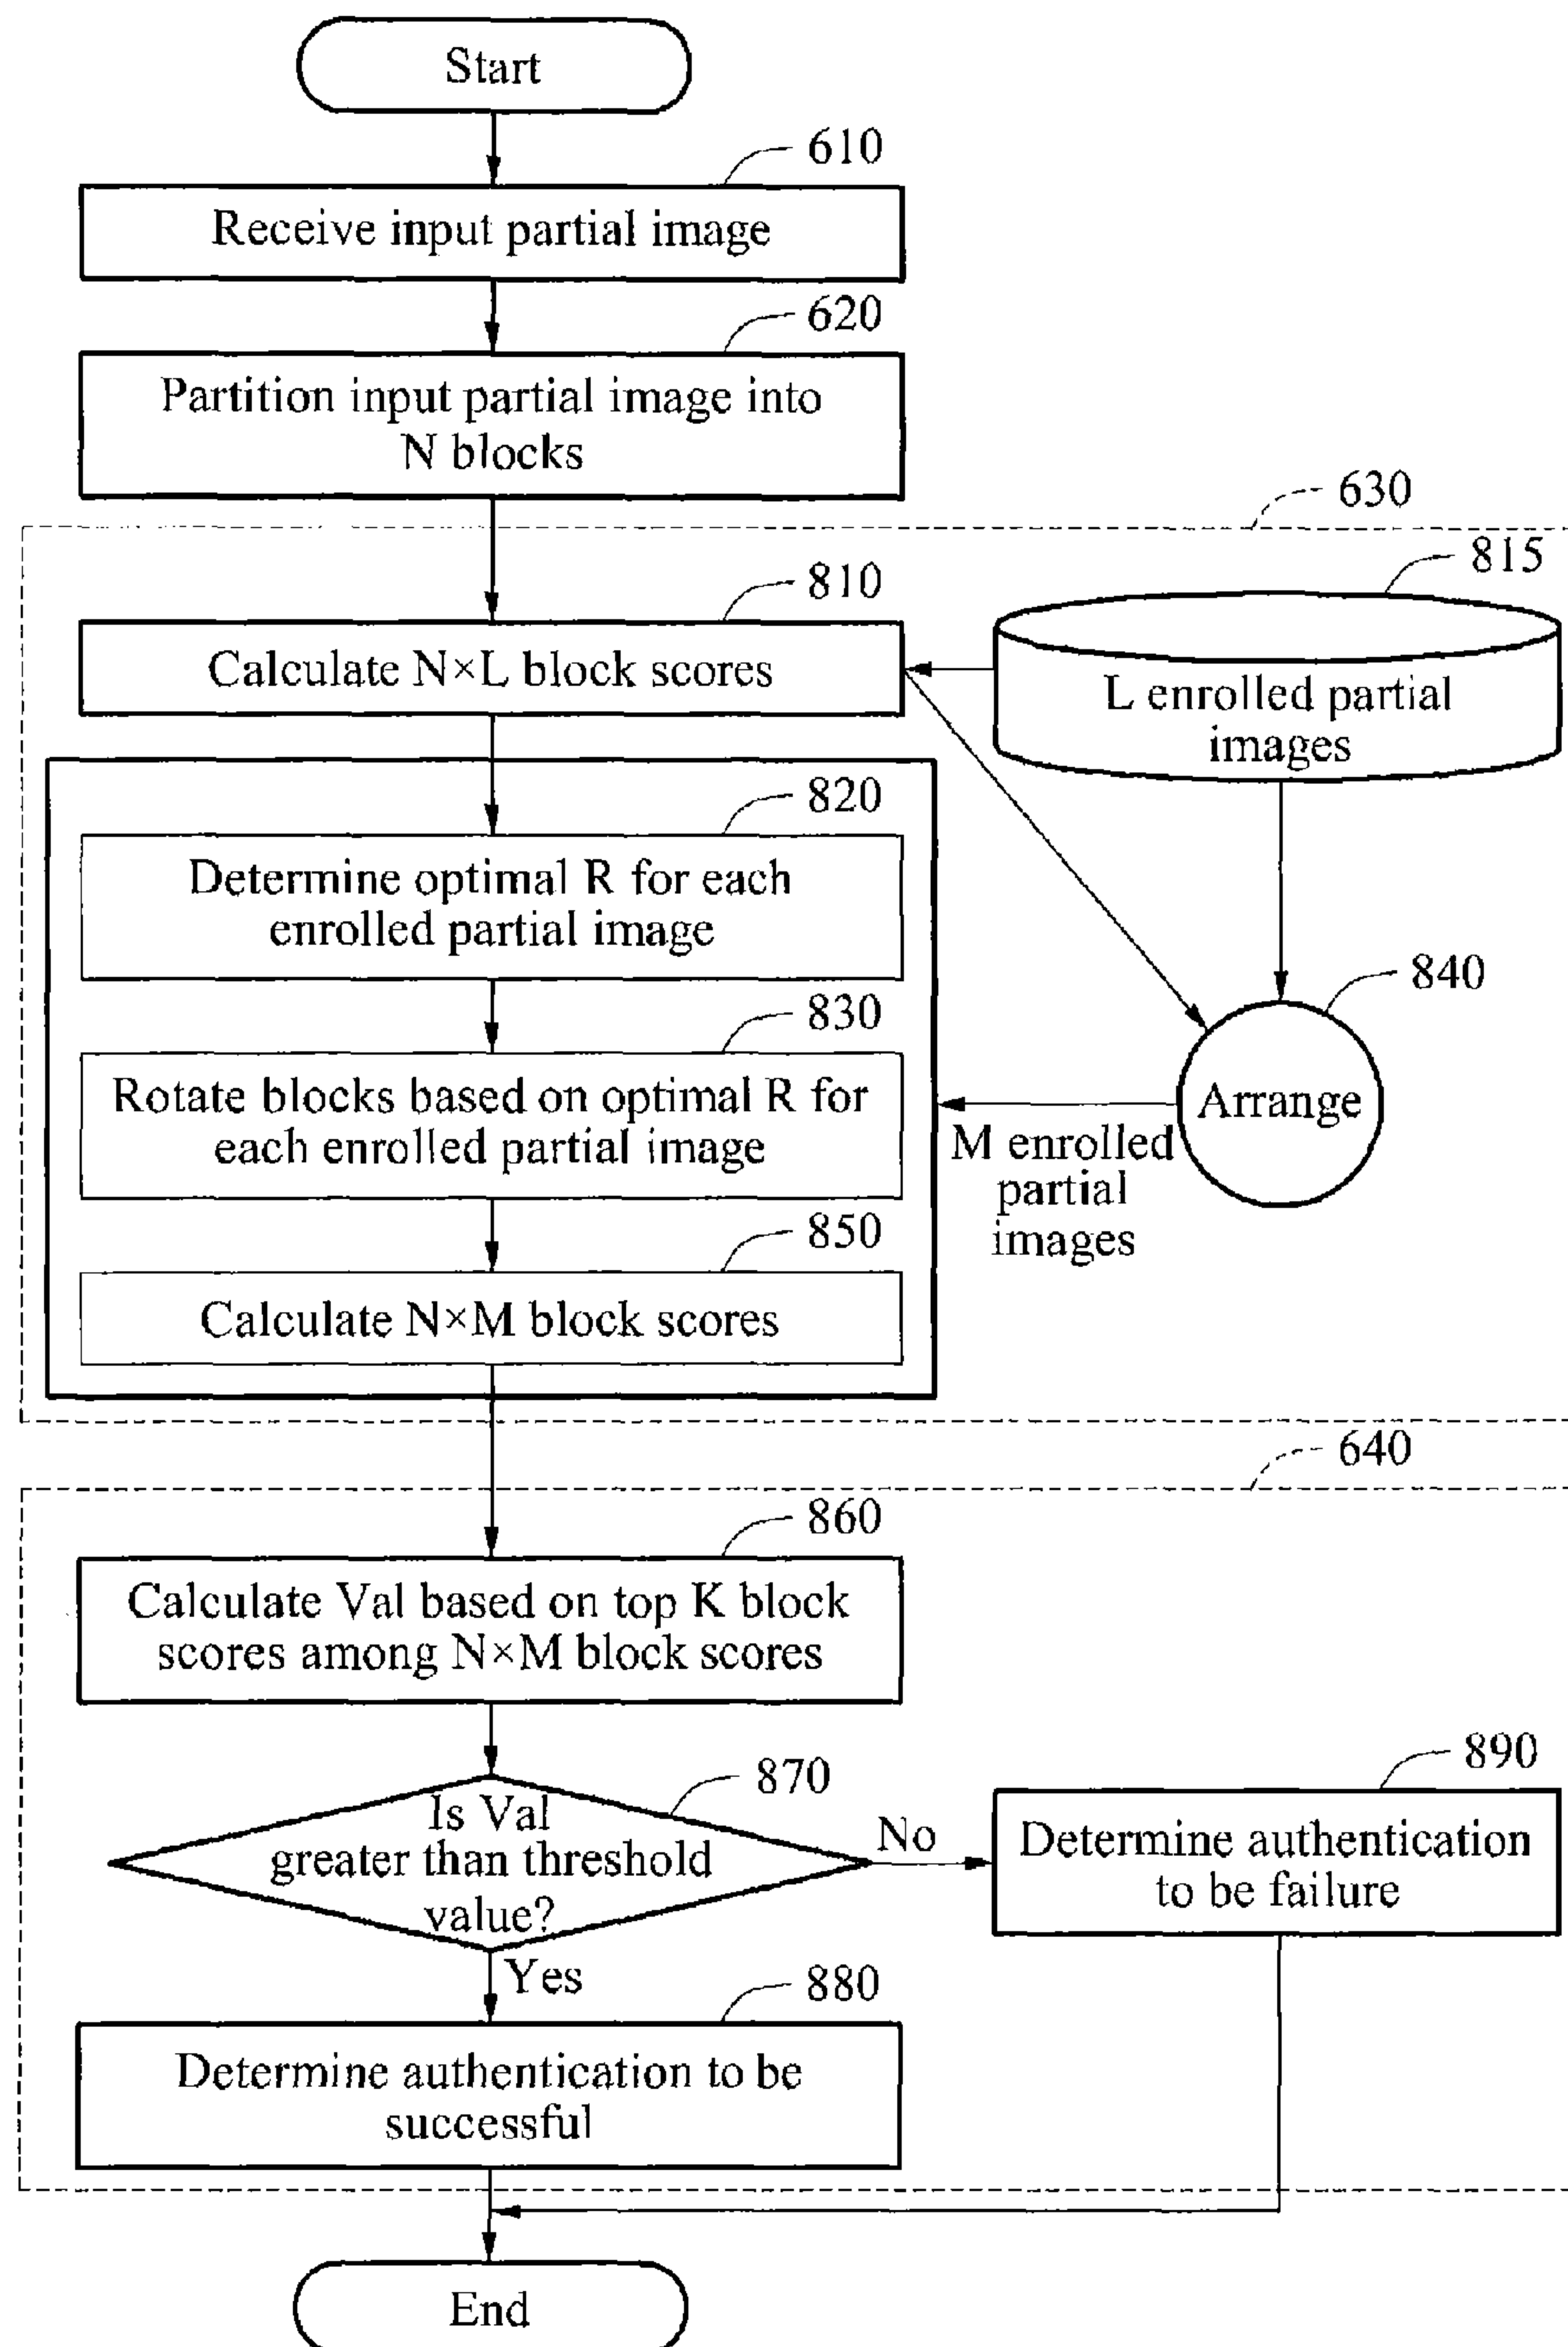 Start
610
Receive input partial image
620
Partition input partial image into
N blocks
630
815
810
Calculate N×L block scores
L enrolled partial
images
820
Determine optimal R for each
enrolled partial image
840
830
Rotate blocks based on optimal R for
each enrolled partial image
Arrange
M enrolled
partial
images
850
Calculate N×M block scores
640
860
Calculate Val based on top K block
scores among N×M block scores
870
Is Val
greater than threshold
value?
No
890
Determine authentication
to be failure
Yes
880
Determine authentication to be
successful
End